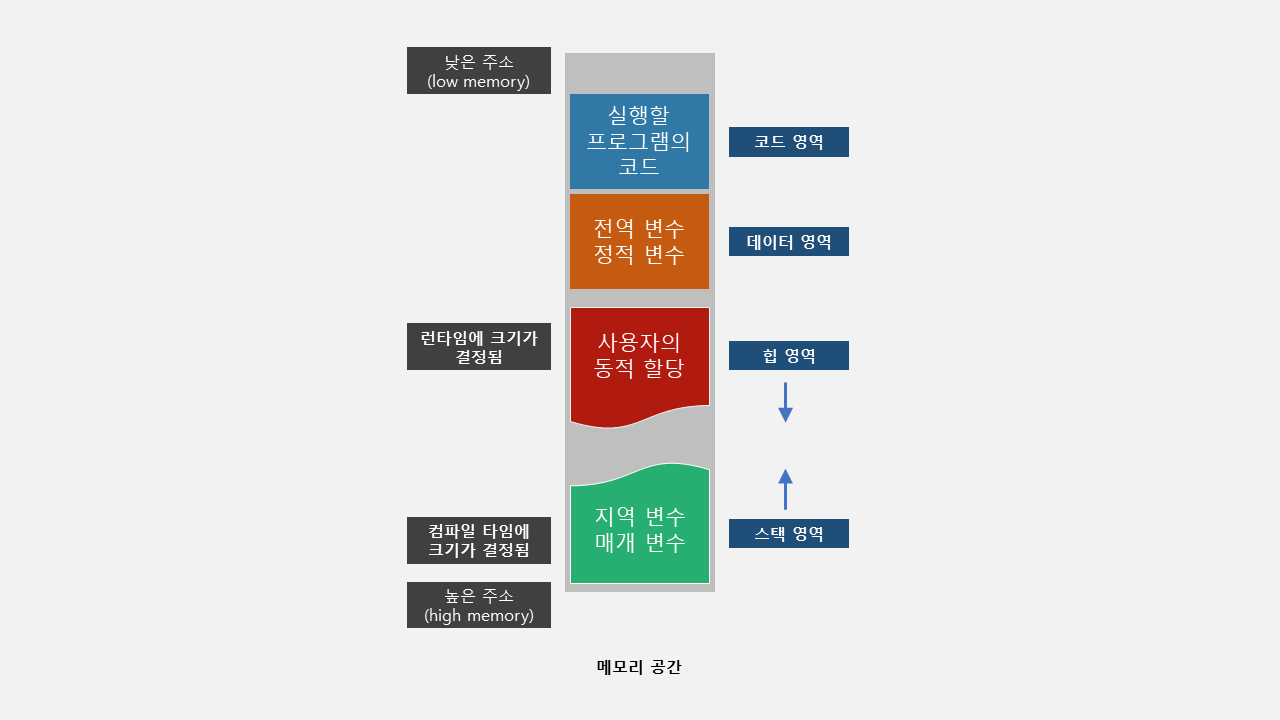 낮은 주소
(low memory)
실행할
프로그램의
코드
코드 영역
전역 변수
정적 변수
데이터 영역
런타임에 크기가
결정됨
사용자의
동적 할당
힙 영역
컴파일 타임에
크기가 결정됨
지역 변수
매개 변수
스택 영역
높은 주소
(high memory)
메모리 공간